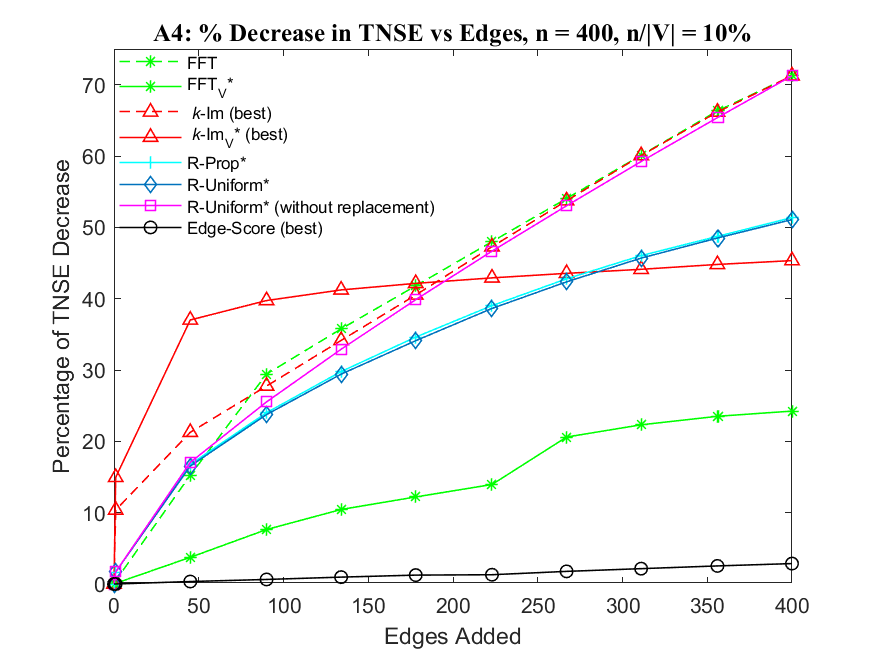 A4: % Decrease in TNSE vs Edges, n = 400, n/|V| = 10%
FFT
FFT_V*
k-Im (best)
k-Im_V* (best)
R-Prop*
R-Uniform*
R-Uniform* (without replacement)
Edge-Score (best)
Percentage of TNSE Decrease
70
60
50
40
30
20
10
0
0 50 100 150 200 250 300 350 400
Edges Added